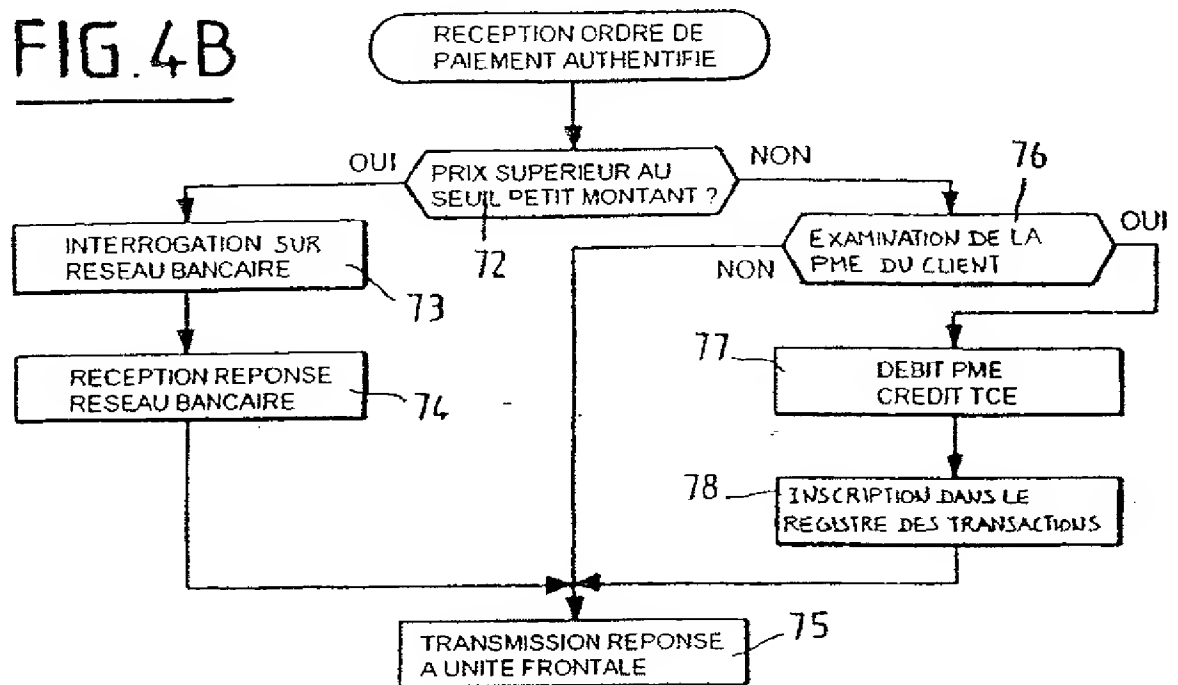 FIG.4B
RECEPTION ORDRE DE
PAIEMENT AUTHENTIFIE
OUI
PRIX SUPERIEUR AU
SEUIL PETIT MONTANT ?
NON
72
76
INTERROGATION SUR
RESEAU BANCAIRE
73
NON
EXAMINATION DE LA
PME DU CLIENT
OUI
RECEPTION REPONSE
RESEAU BANCAIRE
74
77
DEBIT PME
CREDIT TCE
78
INSCRIPTION DANS LE
REGISTRE DES TRANSACTIONS
TRANSMISSION REPONSE
A UNITE FRONTALE
75